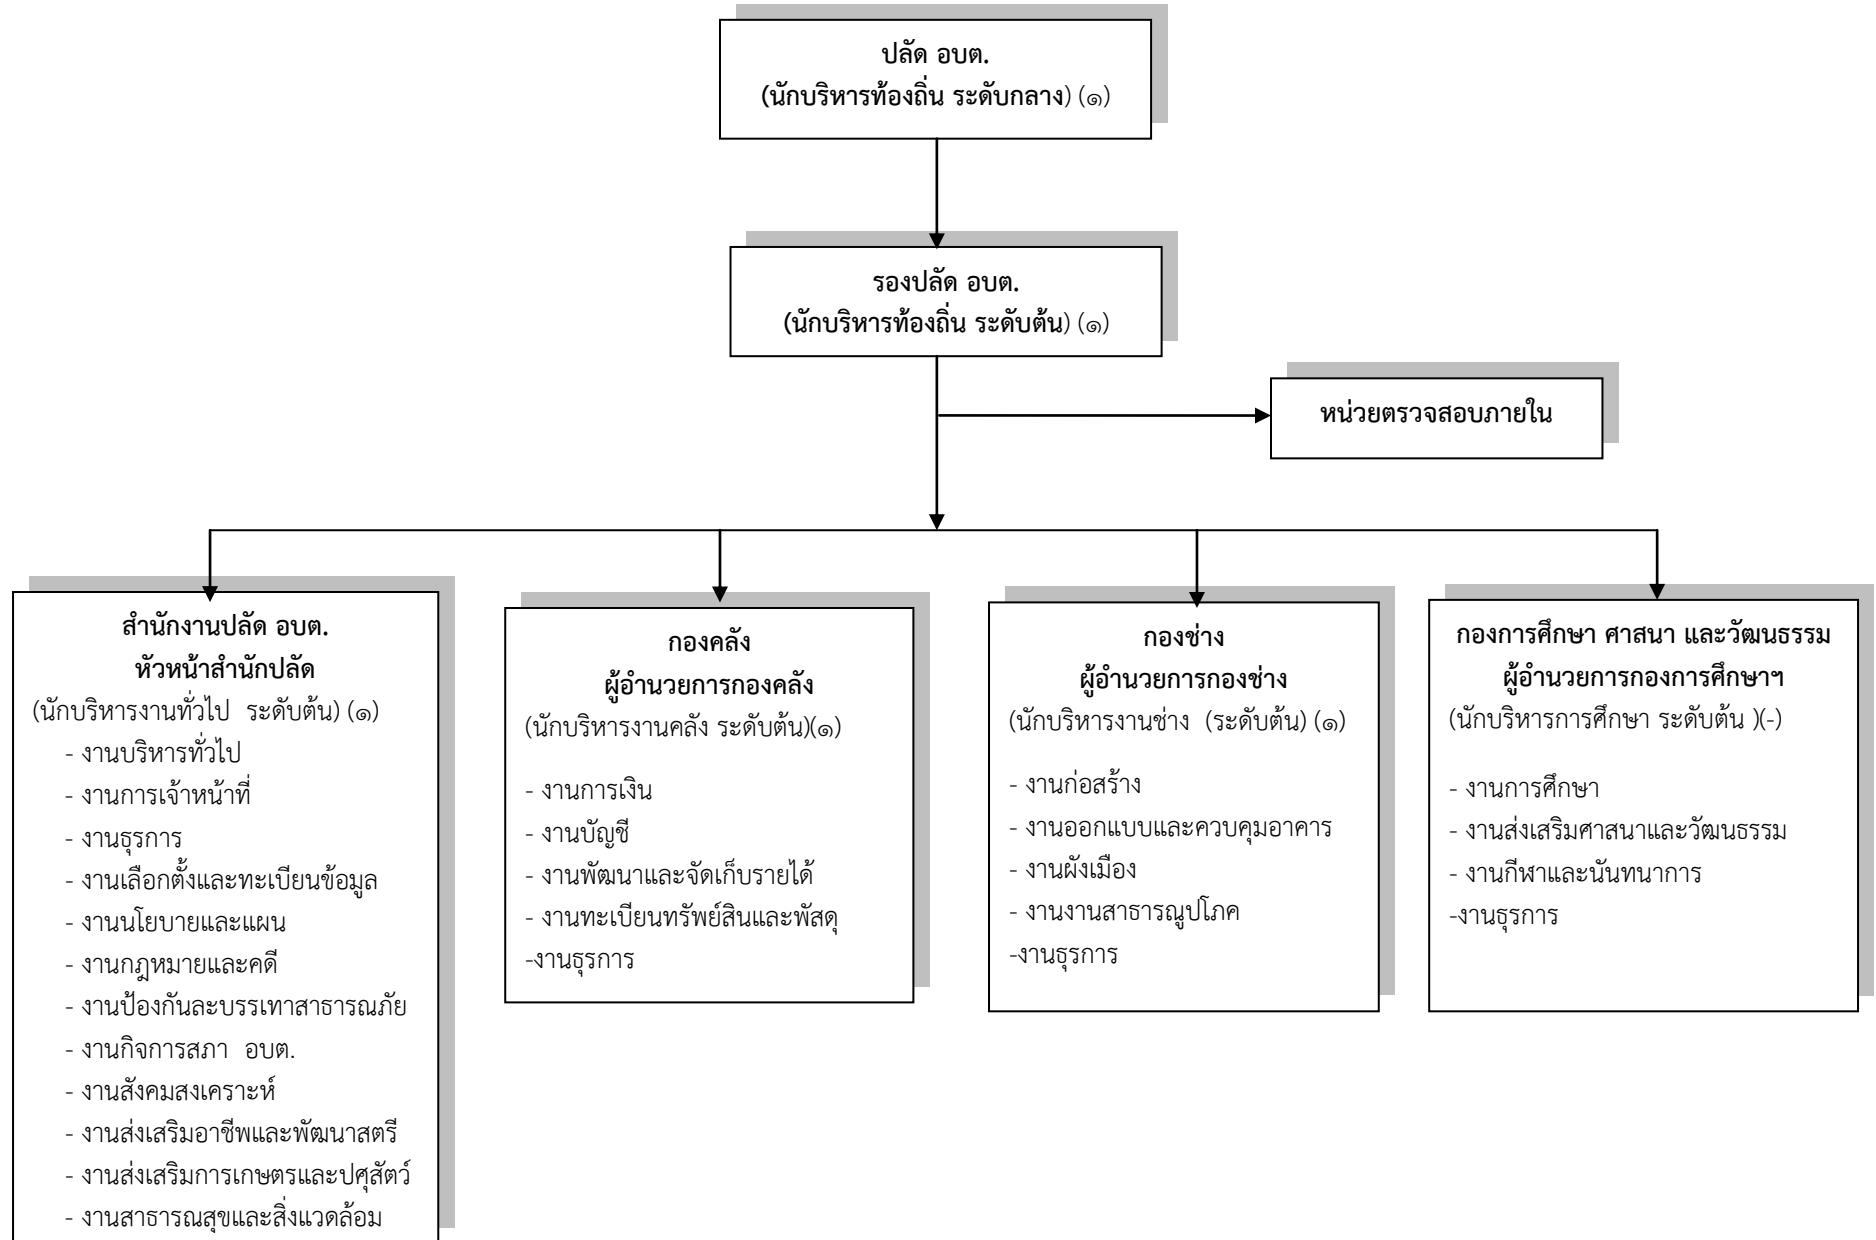 ปลัด อบต.
(นักบริหารท้องถิ่น ระดับกลาง) (๑)
รองปลัด อบต.
(นักบริหารท้องถิ่น ระดับต้น) (๑)
หน่วยตรวจสอบภายใน
สำนักงานปลัด อบต.
หัวหน้าสำนักปลัด
(นักบริหารงานทั่วไป ระดับต้น) (๑)
- งานบริหารทั่วไป
- งานการเจ้าหน้าที่
- งานธุรการ
- งานเลือกตั้งและทะเบียนข้อมูล
- งานนโยบายและแผน
- งานกฎหมายและคดี
- งานป้องกันละบรรเทาสาธารณภัย
- งานกิจการสภา อบต.
- งานสังคมสงเคราะห์
- งานส่งเสริมอาชีพและพัฒนาสตรี
- งานส่งเสริมการเกษตรและปศุสัตว์
- งานสาธารณสุขและสิ่งแวดล้อม
กองคลัง
ผู้อำนวยการกองคลัง
(นักบริหารงานคลัง ระดับต้น)(๑)
- งานการเงิน
- งานบัญชี
- งานพัฒนาและจัดเก็บรายได้
- งานทะเบียนทรัพย์สินและพัสดุ
-งานธุรการ
กองช่าง
ผู้อำนวยการกองช่าง
(นักบริหารงานช่าง (ระดับต้น) (๑)
- งานก่อสร้าง
- งานออกแบบและควบคุมอาคาร
- งานผังเมือง
- งานงานสาธารณูปโภค
-งานธุรการ
กองการศึกษา ศาสนา และวัฒนธรรม
ผู้อำนวยการกองการศึกษาฯ
(นักบริหารการศึกษา ระดับต้น )(-)
- งานการศึกษา
- งานส่งเสริมศาสนาและวัฒนธรรม
- งานกีฬาและนันทนาการ
-งานธุรการ